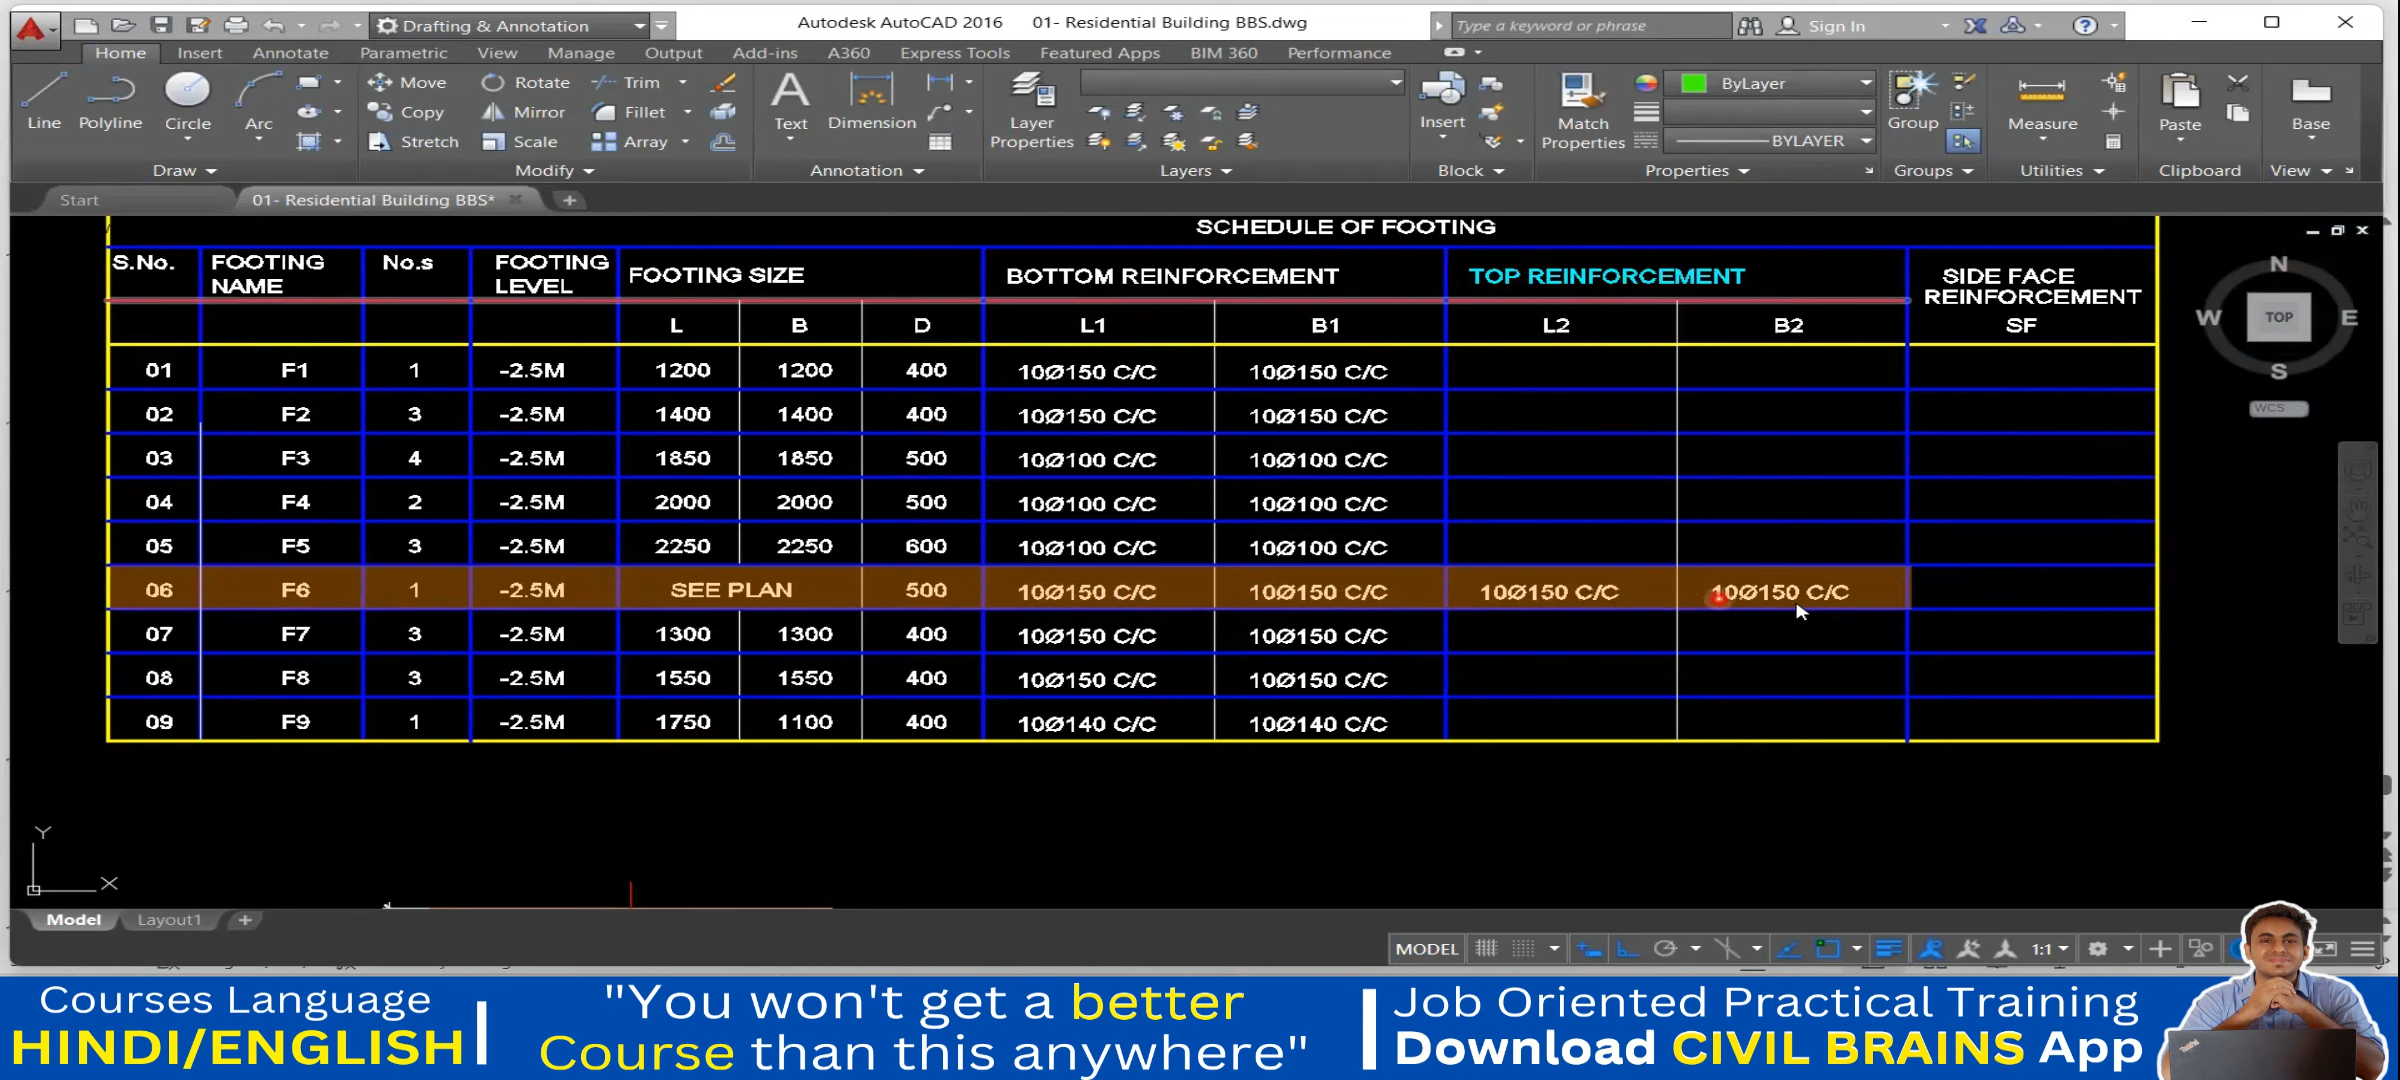 Drafting & Annotation
Autodesk AutoCAD 2016 01- Residential Building BBS.dwg
Type a keyword or phrase
Sign In
Home Insert Annotate Parametric View Manage Output Add-ins A360 Express Tools Featured Apps BIM 360 Performance
Line Polyline Circle Arc
Move Rotate Trim
Copy Mirror Fillet
Stretch Scale Array
Text Dimension
Layer Properties
Insert
Match Properties
ByLayer
BYLAYER
Group Measure Paste Base
Draw Modify Annotation Layers Block Properties Groups Utilities Clipboard View
Start 01- Residential Building BBS*
SCHEDULE OF FOOTING
S.No. FOOTING NAME No.s FOOTING LEVEL FOOTING SIZE BOTTOM REINFORCEMENT TOP REINFORCEMENT SIDE FACE REINFORCEMENT
L B D L1 B1 L2 B2 SF
01 F1 1 -2.5M 1200 1200 400 10Ø150 C/C 10Ø150 C/C
02 F2 3 -2.5M 1400 1400 400 10Ø150 C/C 10Ø150 C/C
03 F3 4 -2.5M 1850 1850 500 10Ø100 C/C 10Ø100 C/C
04 F4 2 -2.5M 2000 2000 500 10Ø100 C/C 10Ø100 C/C
05 F5 3 -2.5M 2250 2250 600 10Ø100 C/C 10Ø100 C/C
06 F6 1 -2.5M SEE PLAN 500 10Ø150 C/C 10Ø150 C/C 10Ø150 C/C 10Ø150 C/C
07 F7 3 -2.5M 1300 1300 400 10Ø150 C/C 10Ø150 C/C
08 F8 3 -2.5M 1550 1550 400 10Ø150 C/C 10Ø150 C/C
09 F9 1 -2.5M 1750 1100 400 10Ø140 C/C 10Ø140 C/C
N
W TOP E
S
WCS
Y
X
Model Layout1
MODEL 1:1
Courses Language
HINDI/ENGLISH
"You won't get a better
Course than this anywhere"
Job Oriented Practical Training
Download CIVIL BRAINS App